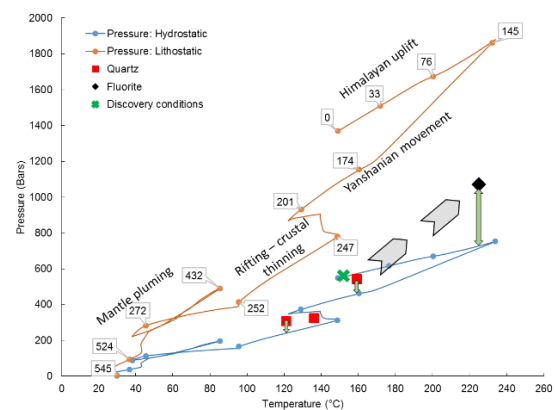 2000
1800
1600
1400
1200
1000
800
600
400
200
0
Pressure (Bars)
Pressure: Hydrostatic
Pressure: Lithostatic
Quartz
Fluorite
Discovery conditions
145
76
33
0
Himalayan uplift
174
Yanshanian movement
201
247
Rifting – crustal
thinning
432
Mantle pluming
272
252
524
545
0 20 40 60 80 100 120 140 160 180 200 220 240 260
Temperature (°C)